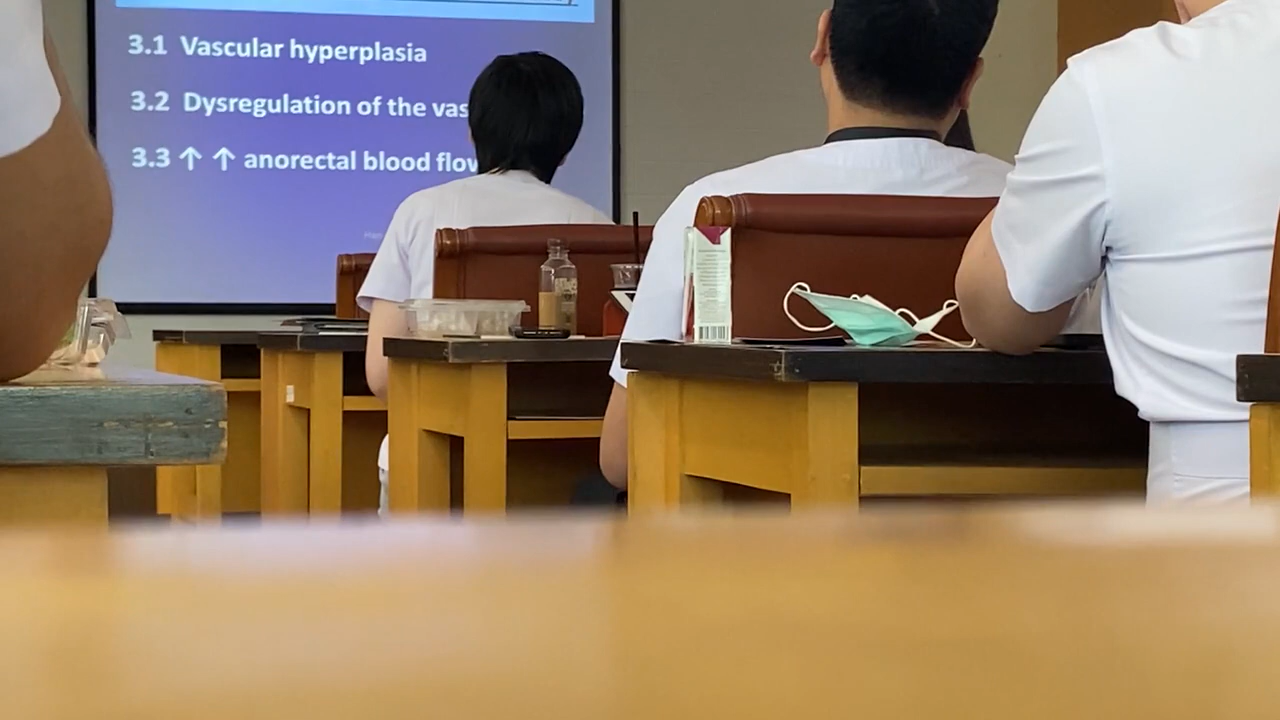 3.1 Vascular hyperplasia
3.2 Dysregulation of the vas
3.3 ↑ ↑ anorectal blood flow